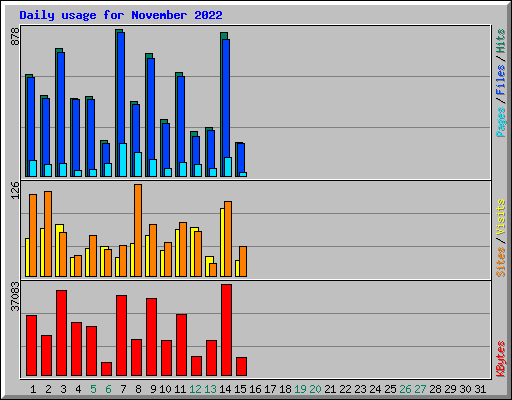 Daily usage for November 2022
878
Pages / Files / Hits
126
Sites / Visits
37083
KBytes
1 2 3 4 5 6 7 8 9 10 11 12 13 14 15 16 17 18 19 20 21 22 23 24 25 26 27 28 29 30 31